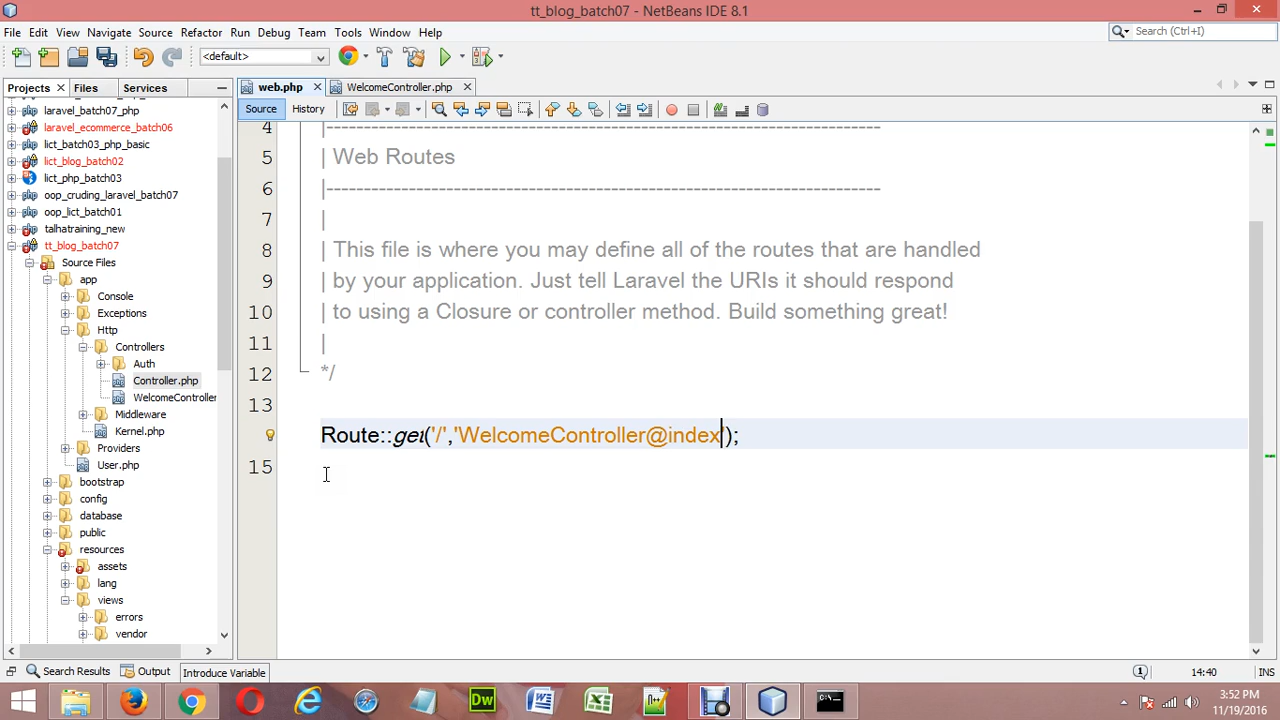 tt_blog_batch07 - NetBeans IDE 8.1
File Edit View Navigate Source Refactor Run Debug Team Tools Window Help
Search (Ctrl+I)
<default>
Projects Files Services
web.php WelcomeController.php
Source History
laravel_batch07_php
laravel_ecommerce_batch06
lict_batch03_php_basic
lict_blog_batch02
lict_php_batch03
oop_cruding_laravel_batch07
oop_lict_batch01
talhatraining_new
tt_blog_batch07
Source Files
app
Console
Exceptions
Http
Controllers
Auth
Controller.php
WelcomeController
Middleware
Kernel.php
Providers
User.php
bootstrap
config
database
public
resources
assets
lang
views
errors
vendor
4 |--------------------------------------------------------------------------
5 | Web Routes
6 |--------------------------------------------------------------------------
7 |
8 | This file is where you may define all of the routes that are handled
9 | by your application. Just tell Laravel the URIs it should respond
10 | to using a Closure or controller method. Build something great!
11 |
12 */
13
Route::get('/','WelcomeController@index');
15
Search Results Output Introduce Variable
1 14:40 INS
Dw
3:52 PM
11/19/2016